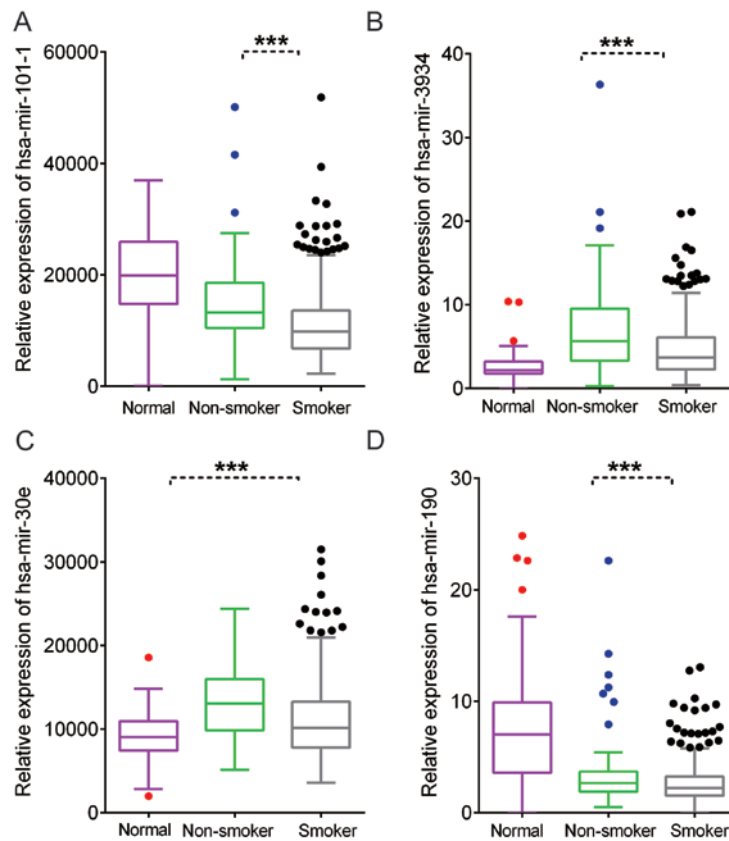 A
Relative expression of hsa-mir-101-1
60000
40000
20000
0
***
Normal Non-smoker Smoker
B
Relative expression of hsa-mir-3934
40
30
20
10
0
***
Normal Non-smoker Smoker
C
Relative expression of hsa-mir-30e
40000
30000
20000
10000
0
***
Normal Non-smoker Smoker
D
Relative expression of hsa-mir-190
30
20
10
0
***
Normal Non-smoker Smoker